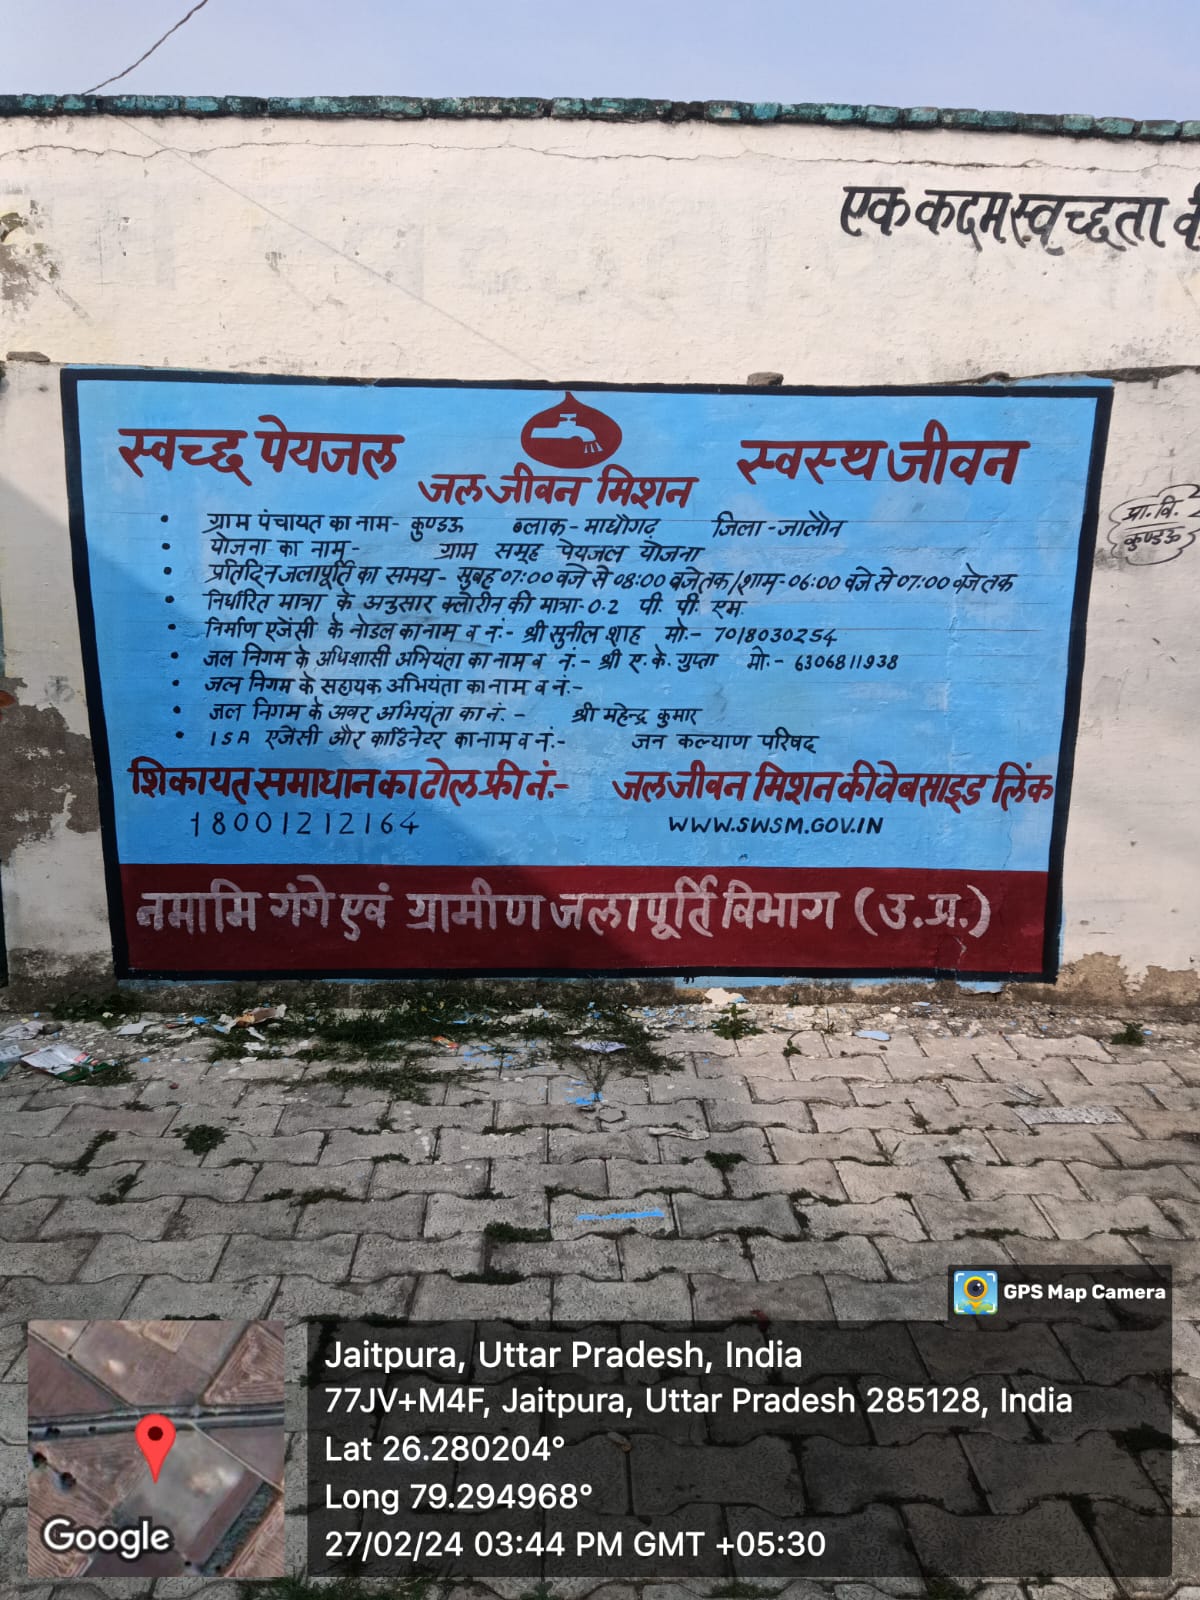 एक कदम स्वच्छता
स्वच्छ पेयजल
स्वस्थ जीवन
जल जीवन मिशन
प्रा. वि.
कुण्डऊ
• ग्राम पंचायत का नाम- कुण्डऊ ब्लाक- माधौगढ़ जिला- जालौन
• योजना का नाम- ग्राम समूह पेयजल योजना
• प्रतिदिन जलापूर्ति का समय- सुबह 07:00 बजे से 08:00 बजे तक/शाम- 06:00 बजे से 07:00 बजे तक
• निर्धारित मात्रा के अनुसार क्लोरीन की मात्रा- 0.2 पी. पी. एम.
• निर्माण एजेंसी के नोडल का नाम व नं:- श्री सुनील शाह मो:- 7018030254
• जल निगम के अधिशासी अभियंता का नाम व नं:- श्री ए. के. गुप्ता मो:- 6306811938
• जल निगम के सहायक अभियंता का नाम व नं:-
• जल निगम के अवर अभियंता का नं. - श्री महेन्द्र कुमार
• ISA एजेंसी और कार्डिनेटर का नाम व नं:- जन कल्याण परिषद
शिकायत समाधान का टोल फ्री नं.:-
18001212164
जल जीवन मिशन की वेबसाइड लिंक
WWW.SWSM.GOV.IN
नमामि गंगे एवं ग्रामीण जलापूर्ति विभाग (उ.प्र.)
GPS Map Camera
Jaitpura, Uttar Pradesh, India
77JV+M4F, Jaitpura, Uttar Pradesh 285128, India
Lat 26.280204°
Long 79.294968°
27/02/24 03:44 PM GMT +05:30
Google